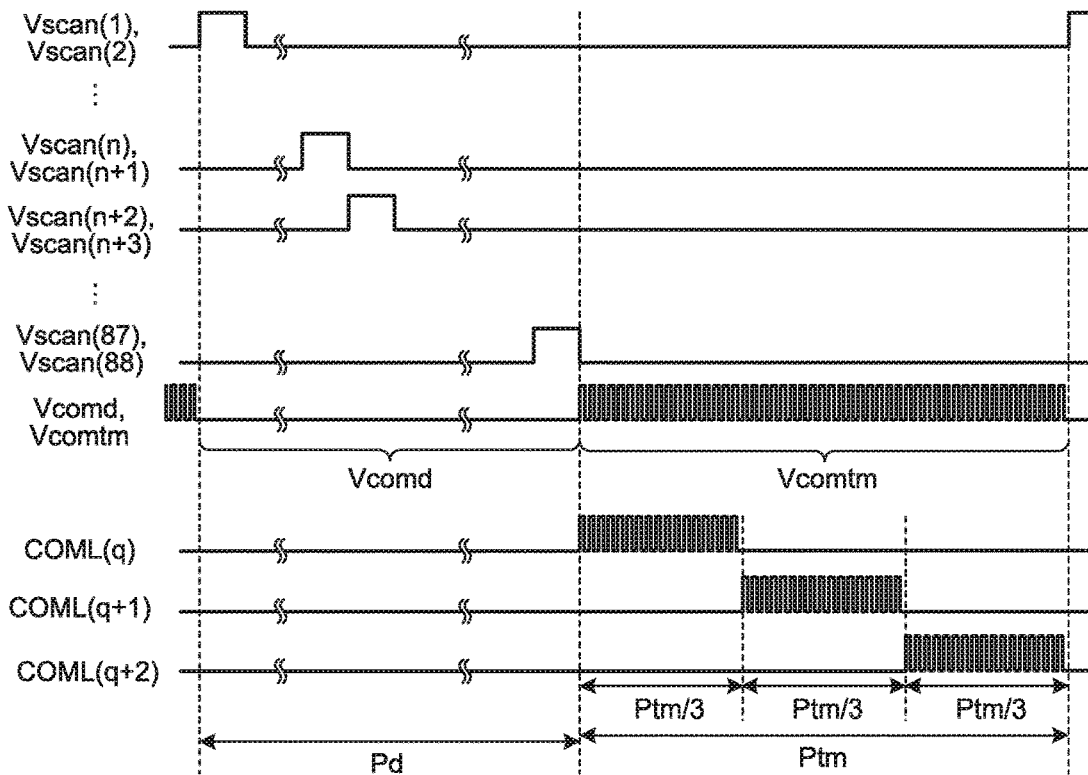 Vscan(1),
Vscan(2)
⋮
Vscan(n),
Vscan(n+1)
Vscan(n+2),
Vscan(n+3)
⋮
Vscan(87),
Vscan(88)
Vcomd,
Vcomtm
Vcomd
Vcomtm
COML(q)
COML(q+1)
COML(q+2)
Ptm/3 Ptm/3 Ptm/3
Pd
Ptm